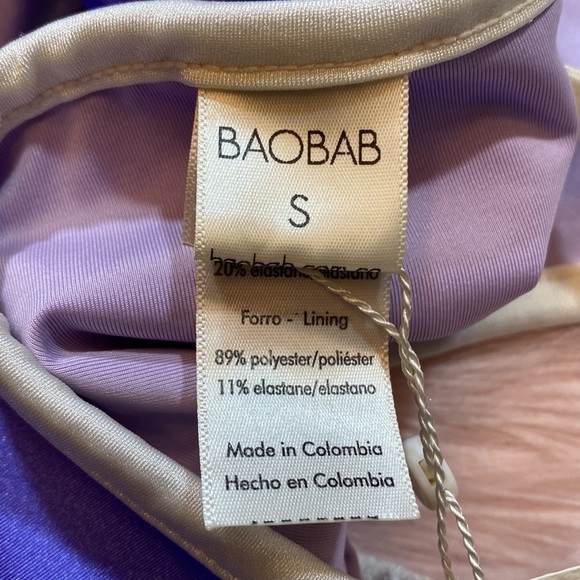 BAOBAB
S
20% elastane/elastano
Forro - Lining
89% polyester/poliéster
11% elastane/elastano
Made in Colombia
Hecho en Colombia